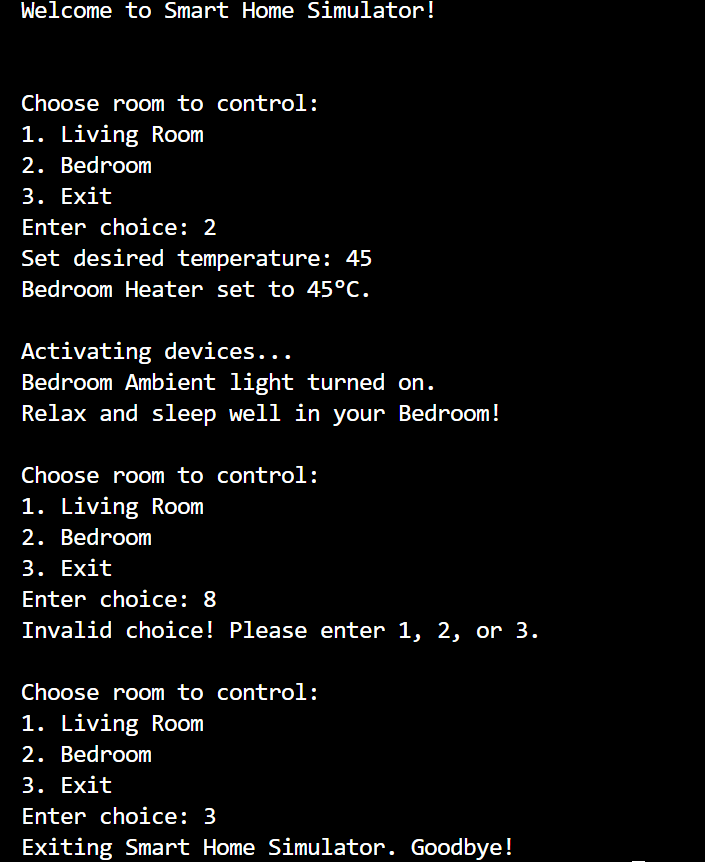 Welcome to Smart Home Simulator!
Choose room to control:
1. Living Room
2. Bedroom
3. Exit
Enter choice: 2
Set desired temperature: 45
Bedroom Heater set to 45°C.
Activating devices...
Bedroom Ambient light turned on.
Relax and sleep well in your Bedroom!
Choose room to control:
1. Living Room
2. Bedroom
3. Exit
Enter choice: 8
Invalid choice! Please enter 1, 2, or 3.
Choose room to control:
1. Living Room
2. Bedroom
3. Exit
Enter choice: 3
Exiting Smart Home Simulator. Goodbye!